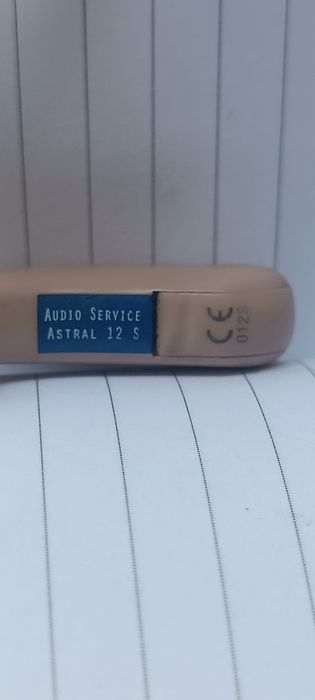 AUDIO SERVICE
ASTRAL 12 S
CE
0123